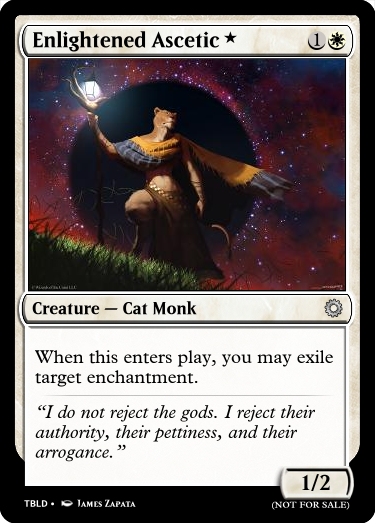 Enlightened Ascetic ★ 1
Creature — Cat Monk
When this enters play, you may exile
target enchantment.
“I do not reject the gods. I reject their
authority, their pettiness, and their
arrogance.”
1/2
TBLD • JAMES ZAPATA
(NOT FOR SALE)